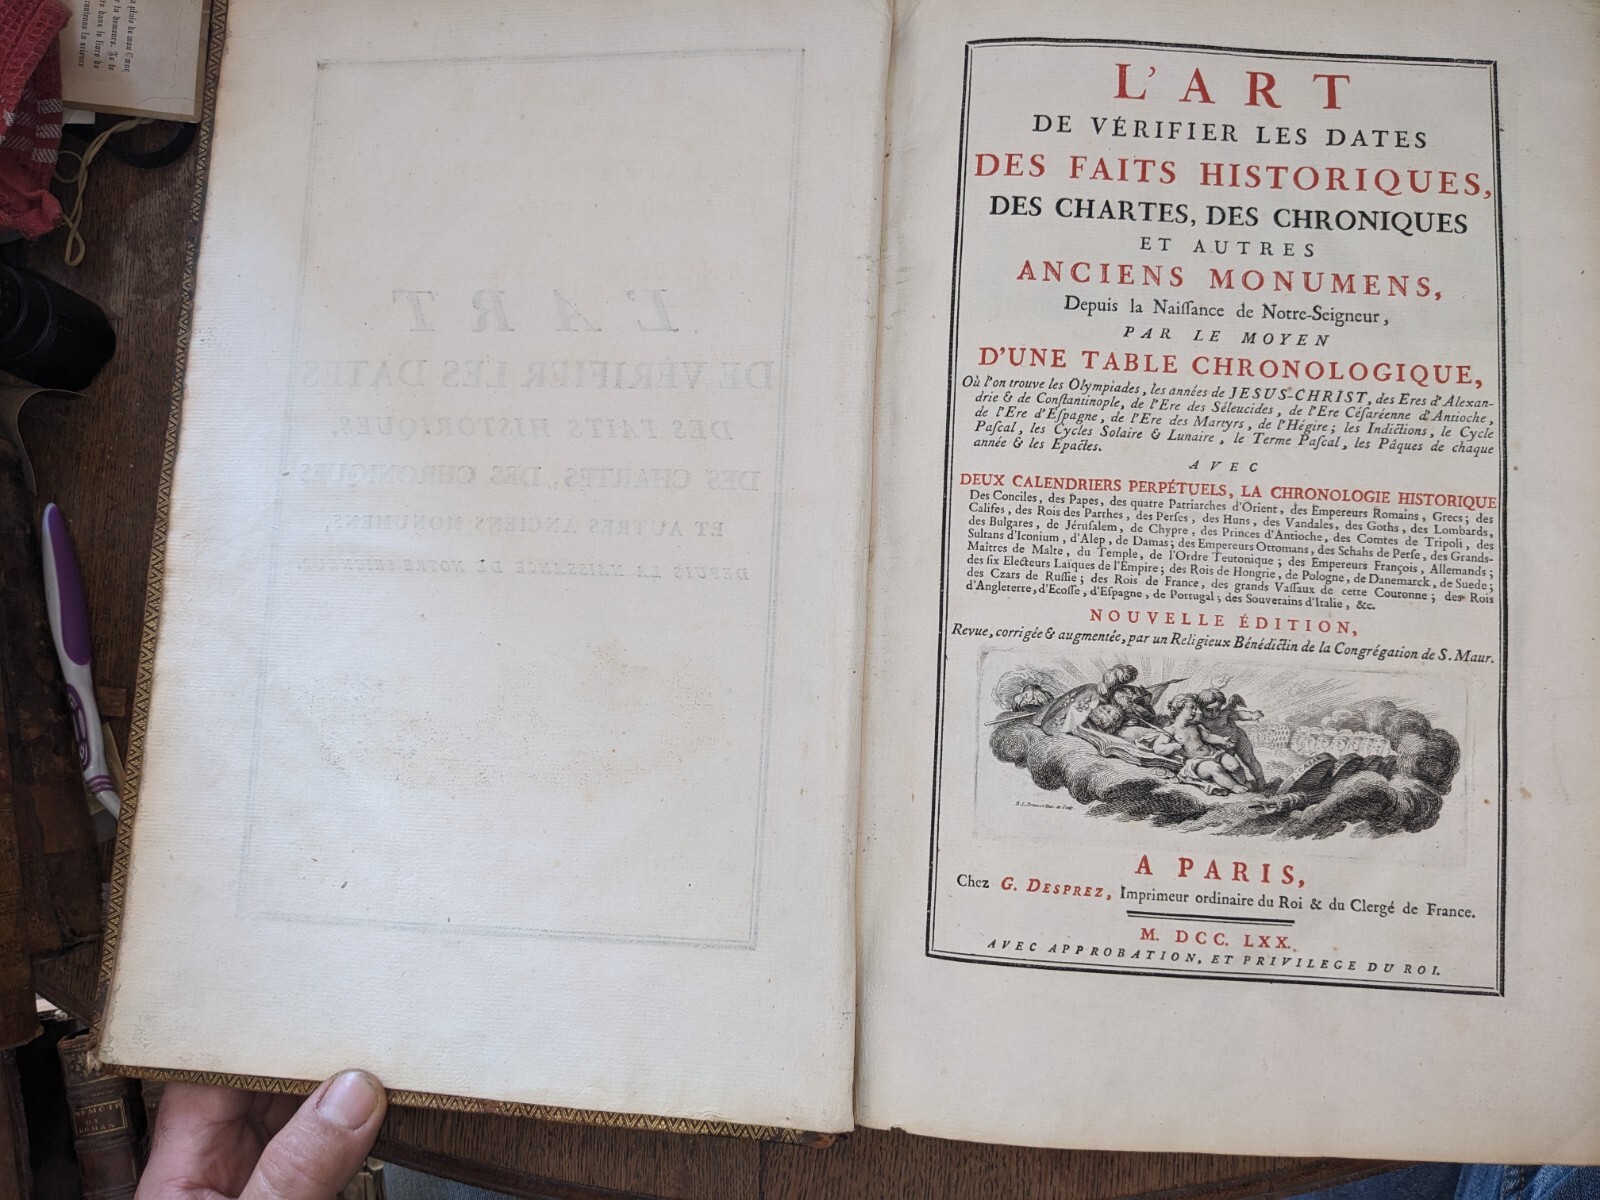 L'ART
DE VÉRIFIER LES DATES
DES FAITS HISTORIQUES,
DES CHARTES, DES CHRONIQUES
ET AUTRES
ANCIENS MONUMENS,
Depuis la Naiſſance de Notre-Seigneur,
PAR LE MOYEN
D'UNE TABLE CHRONOLOGIQUE,
Où l'on trouve les Olympiades, les années de JESUS-CHRIST, des Eres d'Alexan-
drie & de Conſtantinople, de l'Ere des Séleucides, de l'Ere Céſaréenne d'Antioche,
de l'Ere d'Eſpagne, de l'Ere des Martyrs, de l'Hégire; les Indictions, le Cycle
Paſcal, les Cycles Solaire & Lunaire, le Terme Paſcal, les Pâques de chaque
année & les Epactes.
AVEC
DEUX CALENDRIERS PERPÉTUELS, LA CHRONOLOGIE HISTORIQUE
Des Conciles, des Papes, des quatre Patriarches d'Orient, des Empereurs Romains, Grecs; des
Califes, des Rois des Parthes, des Perſes, des Huns, des Vandales, des Goths, des Lombards,
des Bulgares, de Jéruſalem, de Chypre, des Princes d'Antioche, des Comtes de Tripoli, des
Sultans d'Iconium, d'Alep, de Damas; des Empereurs Ottomans, des Schahs de Perſe, des Grands-
Maîtres de Malte, du Temple, de l'Ordre Teutonique; des Empereurs François, Allemands;
des ſix Electeurs Laïques de l'Empire; des Rois de Hongrie, de Pologne, de Danemarck, de Suede;
des Czars de Ruſſie; des Rois de France, des grands Vaſſaux de cette Couronne; des Rois
d'Angleterre, d'Ecoſſe, d'Eſpagne, de Portugal; des Souverains d'Italie, &c.
NOUVELLE ÉDITION,
Revue, corrigée & augmentée, par un Religieux Bénédictin de la Congrégation de S. Maur.
A PARIS,
Chez G. DESPREZ, Imprimeur ordinaire du Roi & du Clergé de France.
M. DCC. LXX.
AVEC APPROBATION, ET PRIVILEGE DU ROI.